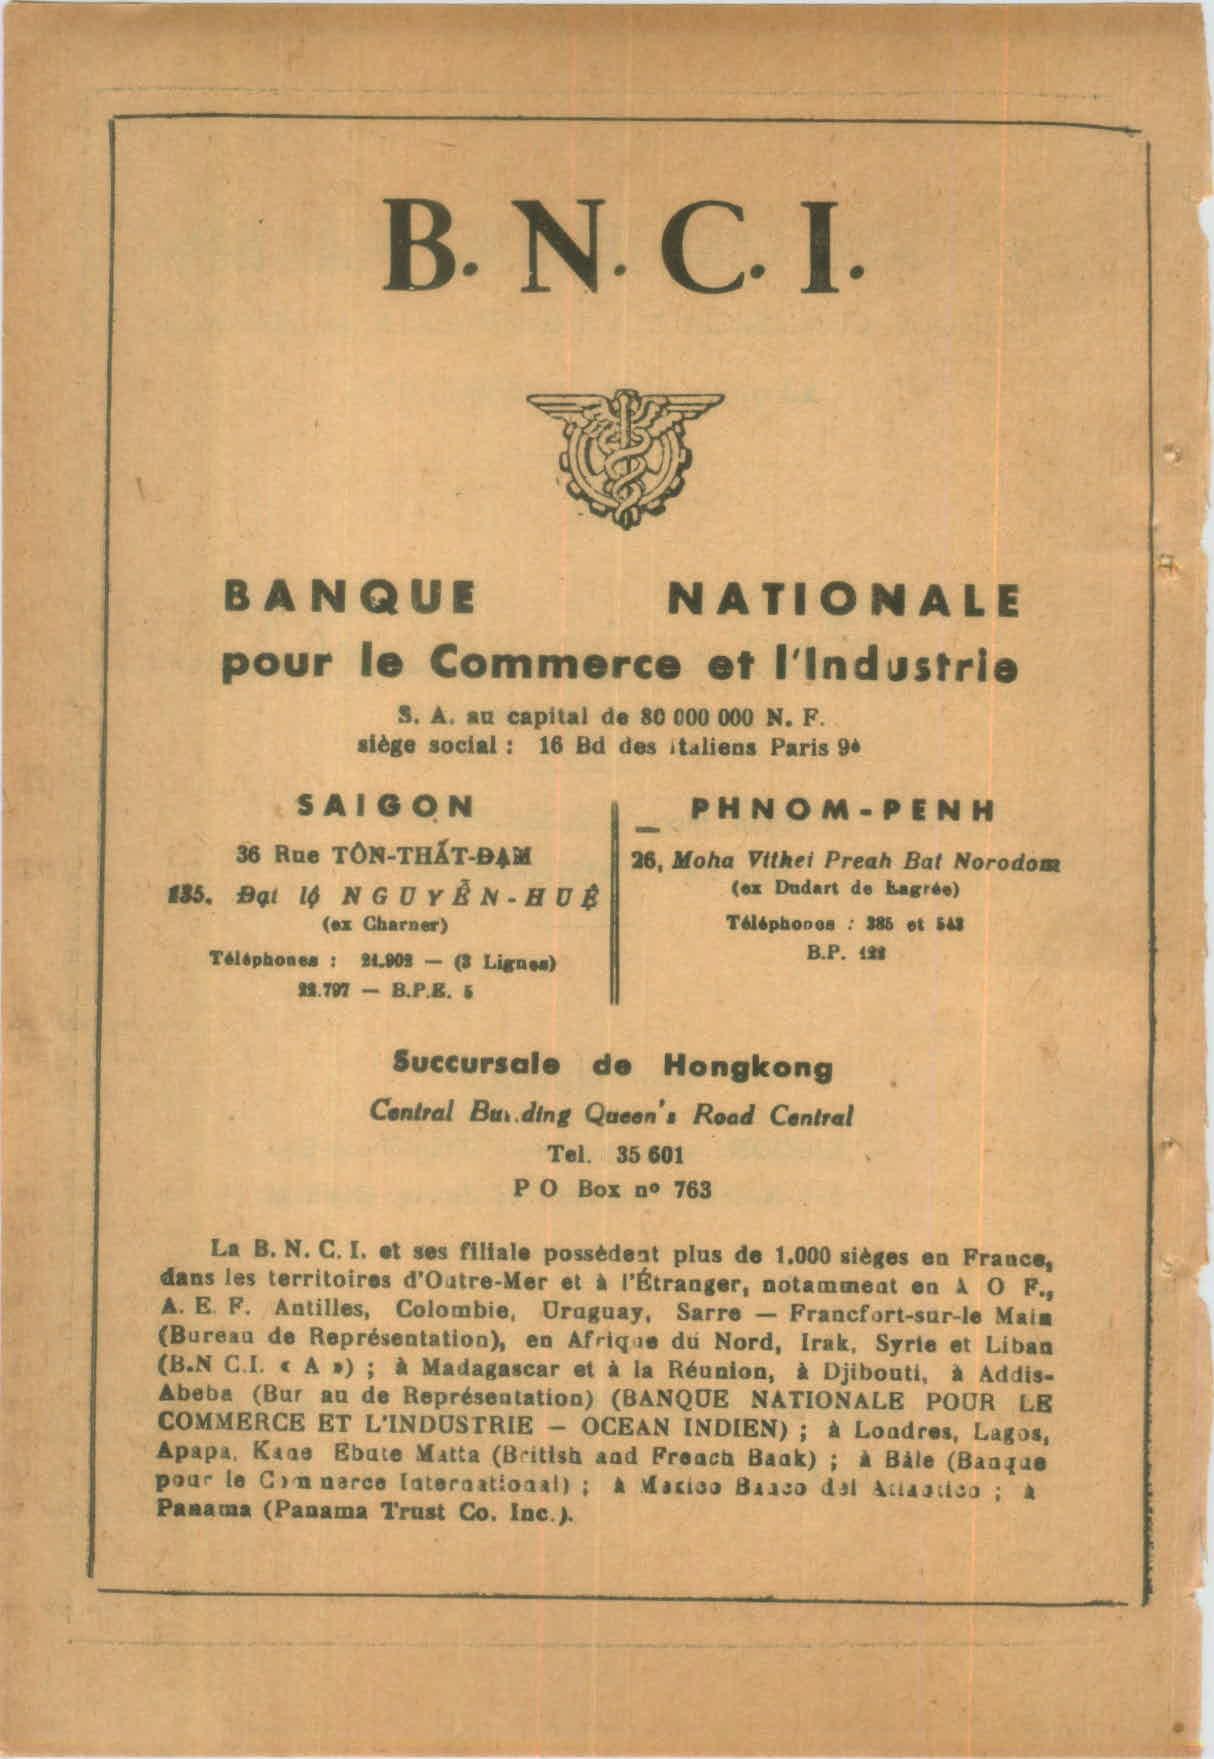 B. N. C. I.
BANQUE NATIONALE
pour le Commerce et l'Industrie
S. A. au capital de 80 000 000 N. F.
siège social : 16 Bd des italiens Paris 9è
SAIGON
36 Rue TÔN-THẤT-ĐẠM
135. Đại lộ NGUYỄN-HUỆ
(ex Charner)
Téléphones : 21.902 — (3 Lignes)
22.797 — B.P.E. 5
PHNOM-PENH
26, Moha Vithei Preah Bat Norodom
(ex Dudart de Lagrée)
Téléphones : 385 et 543
B.P. 122
Succursale de Hongkong
Central Building Queen's Road Central
Tel. 35 601
P O Box nº 763
La B. N. C. I. et ses filiale possèdent plus de 1.000 sièges en France,
dans les territoires d'Outre-Mer et à l'Étranger, notamment en A O F.,
A. E. F. Antilles, Colombie, Uruguay, Sarre — Francfort-sur-le Main
(Bureau de Représentation), en Afrique du Nord, Irak, Syrie et Liban
(B.N C.I. « A ») ; à Madagascar et à la Réunion, à Djibouti, à Addis-
Abeba (Bur au de Représentation) (BANQUE NATIONALE POUR LE
COMMERCE ET L'INDUSTRIE — OCEAN INDIEN) ; à Londres, Lagos,
Apapa, Kano Ebute Matta (British and French Bank) ; à Bâle (Banque
pour le Commerce International) ; à Mexico Banco del Atlantico ; à
Panama (Panama Trust Co. Inc.).